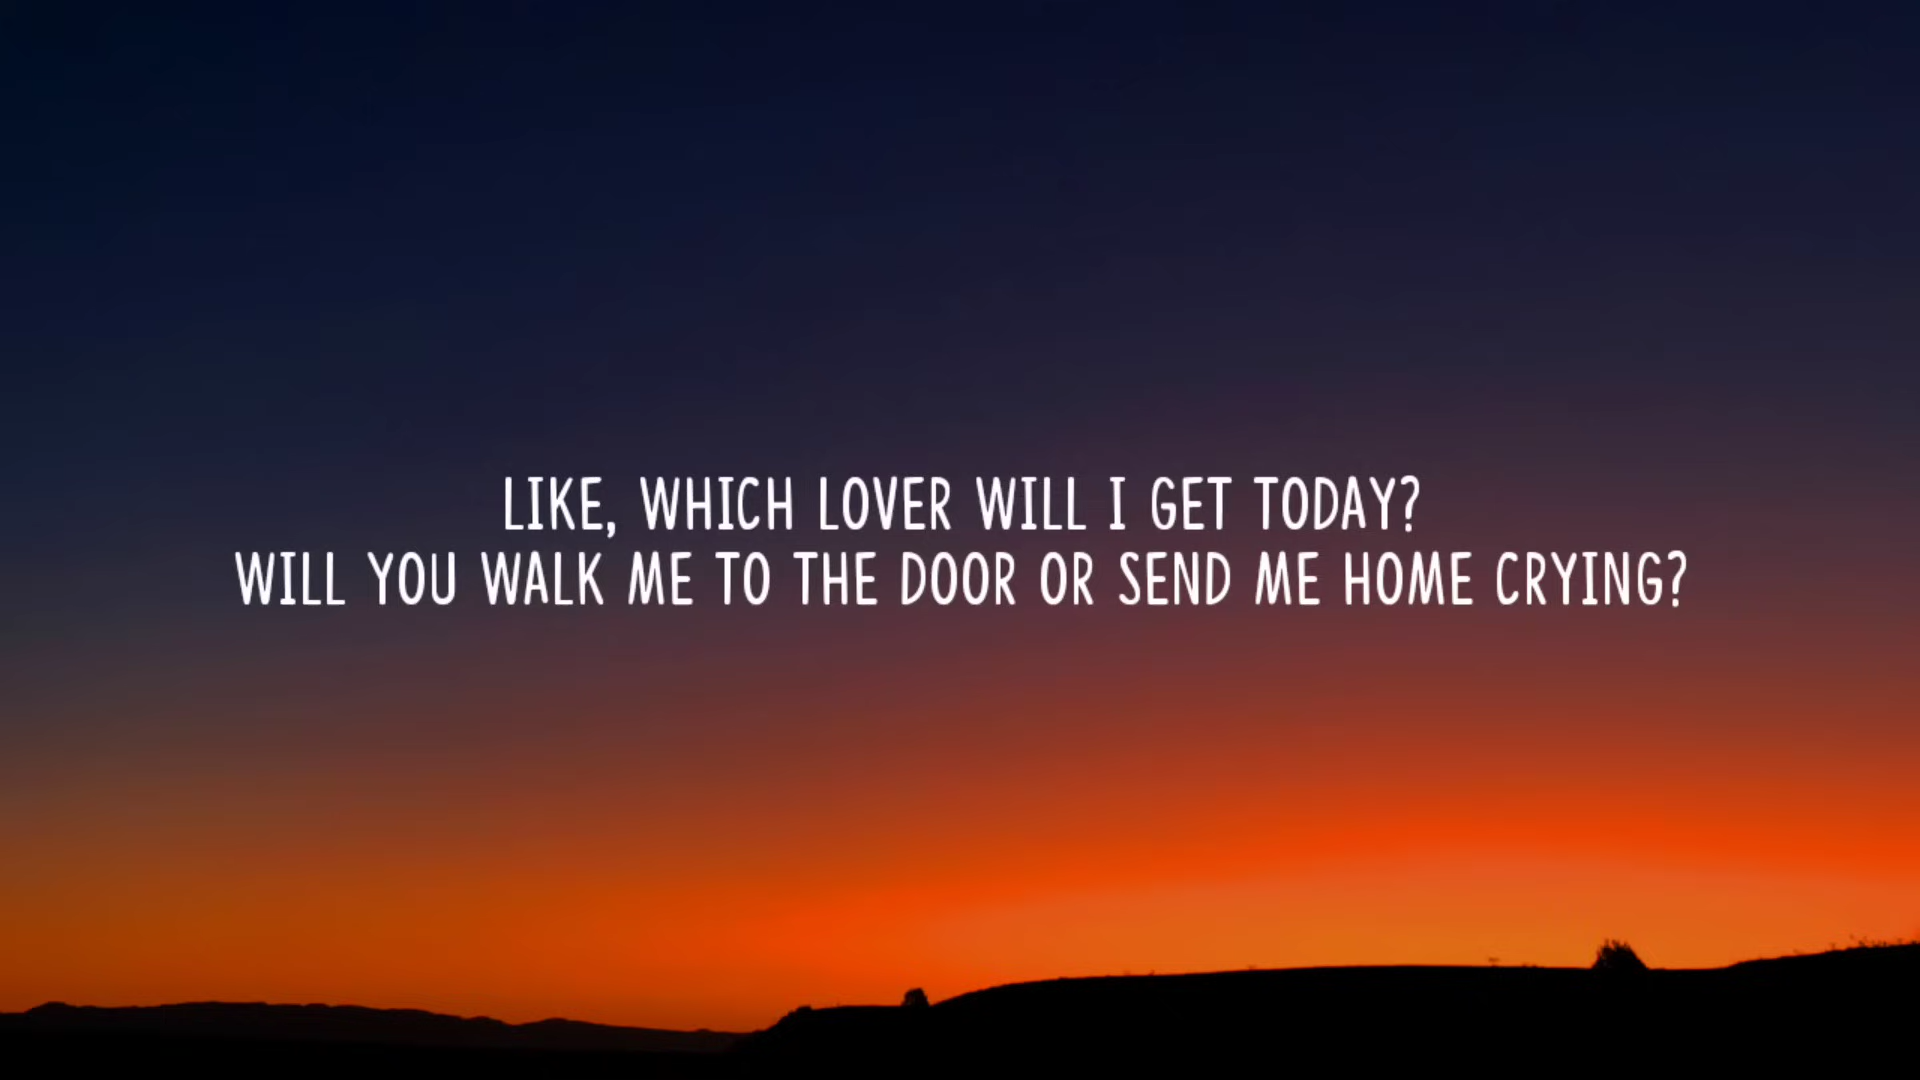 LIKE, WHICH LOVER WILL I GET TODAY?
WILL YOU WALK ME TO THE DOOR OR SEND ME HOME CRYING?